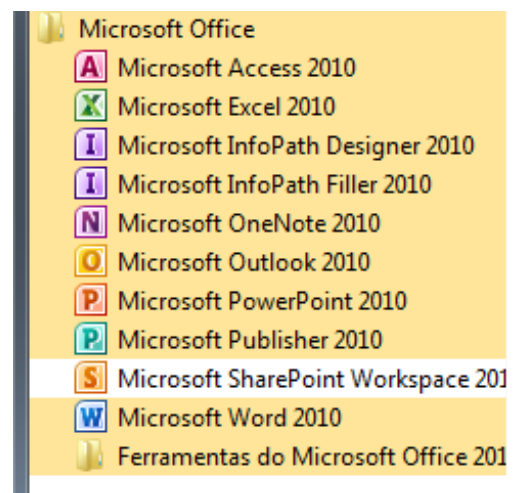 Microsoft Office
A Microsoft Access 2010
X Microsoft Excel 2010
I Microsoft InfoPath Designer 2010
I Microsoft InfoPath Filler 2010
N Microsoft OneNote 2010
O Microsoft Outlook 2010
P Microsoft PowerPoint 2010
P Microsoft Publisher 2010
S Microsoft SharePoint Workspace 201
W Microsoft Word 2010
Ferramentas do Microsoft Office 201